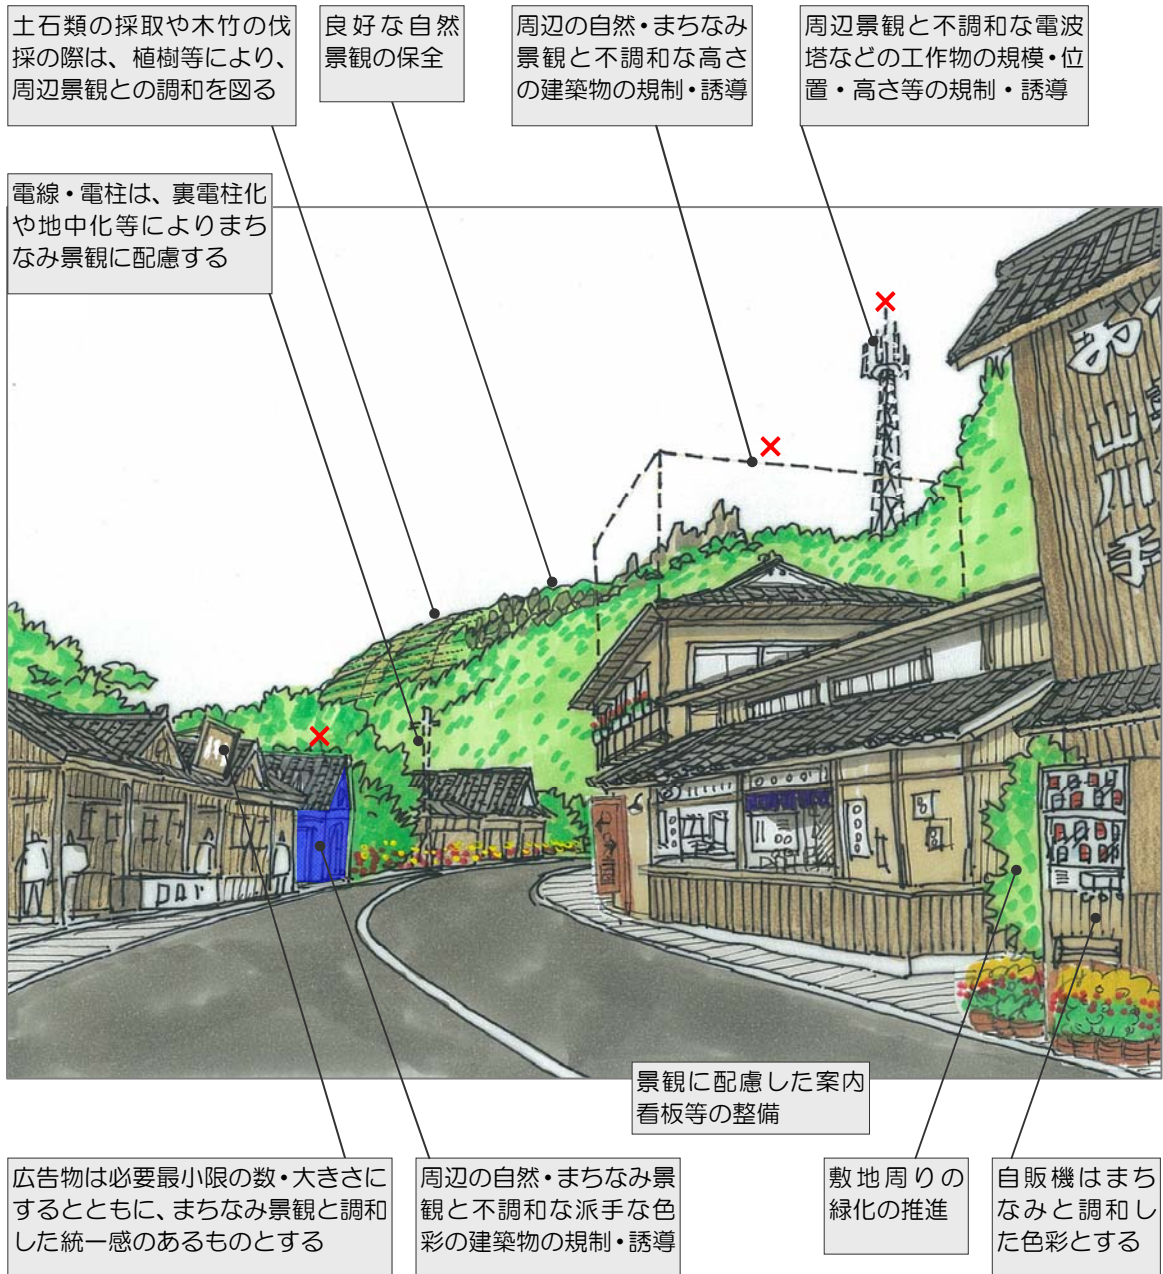 土石類の採取や木竹の伐
採の際は、植樹等により、
周辺景観との調和を図る
良好な自然
景観の保全
周辺の自然・まちなみ
景観と不調和な高さ
の建築物の規制・誘導
周辺景観と不調和な電波
塔などの工作物の規模・位
置・高さ等の規制・誘導
電線・電柱は、裏電柱化
や地中化等によりまち
なみ景観に配慮する
山川手
景観に配慮した案内
看板等の整備
広告物は必要最小限の数・大きさに
するとともに、まちなみ景観と調和
した統一感のあるものとする
周辺の自然・まちなみ景
観と不調和な派手な色
彩の建築物の規制・誘導
敷地周りの
緑化の推進
自販機はまち
なみと調和し
た色彩とする